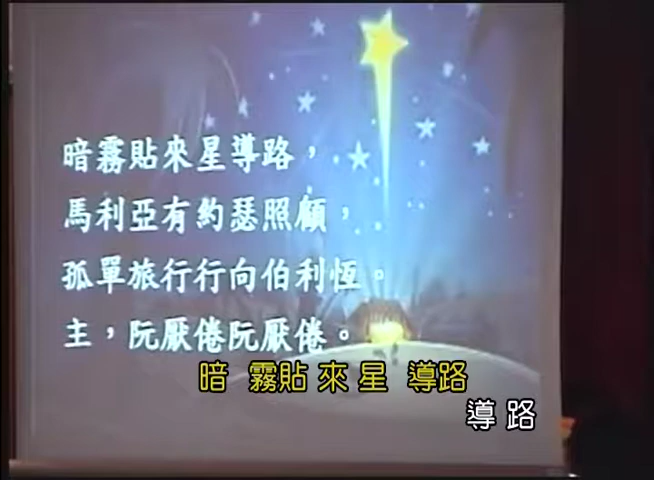 暗霧貼來星導路，
馬利亞有約瑟照顧，
孤單旅行行向伯利恆。
主，阮厭倦阮厭倦。
暗 霧貼來星 導路
導路